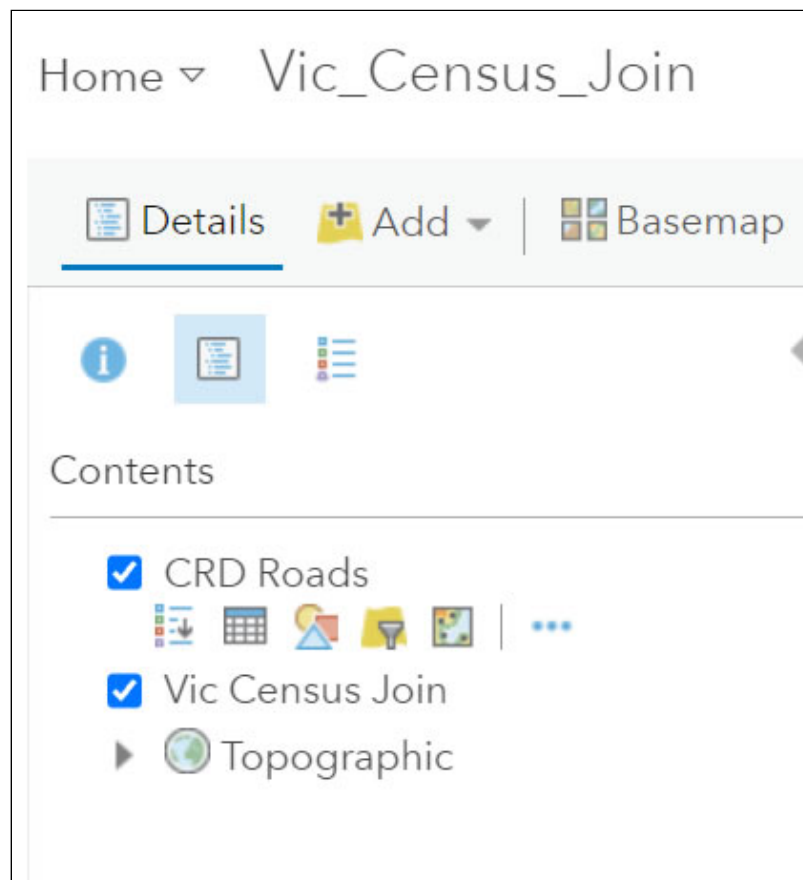 Home Vic_Census_Join
Details Add Basemap
Contents
CRD Roads
Vic Census Join
Topographic